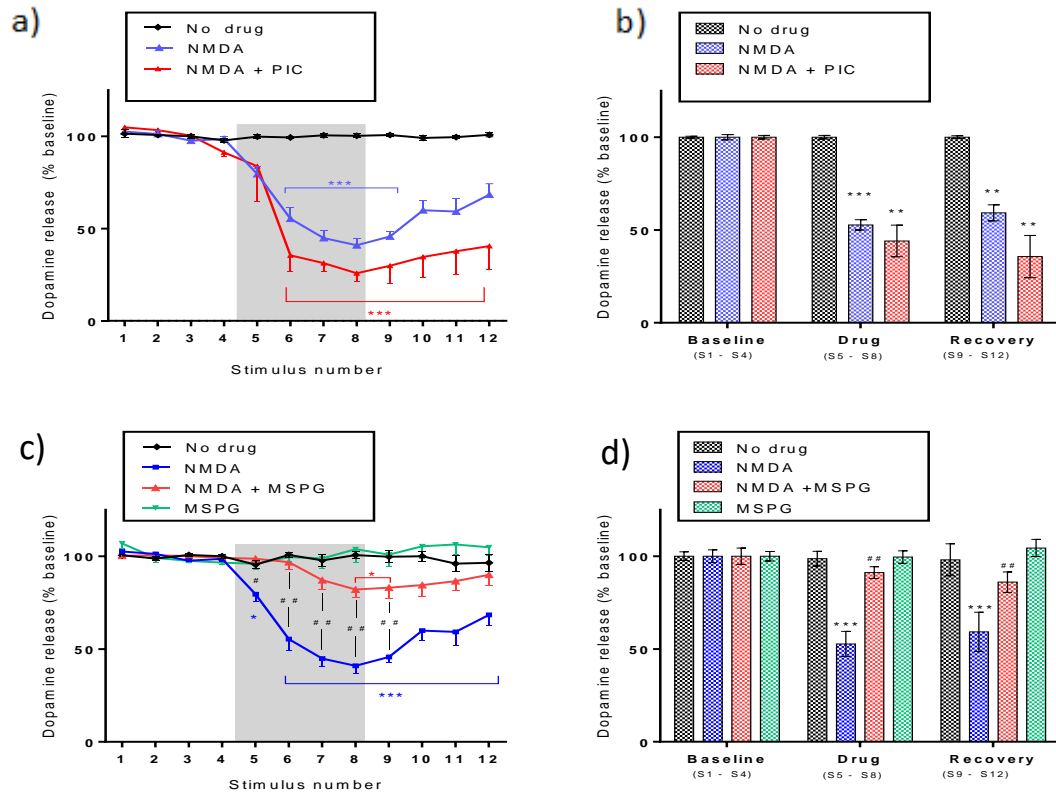 a)
No drug
NMDA
NMDA + PIC
Dopamine release (% baseline)
100
50
0
***
***
1 2 3 4 5 6 7 8 9 10 11 12
Stimulus number
b)
No drug
NMDA
NMDA + PIC
Dopamine release (% baseline)
100
50
0
*** ** ** **
Baseline Drug Recovery
(S1 - S4) (S5 - S8) (S9 - S12)
c)
No drug
NMDA
NMDA + MSPG
MSPG
Dopamine release (% baseline)
100
50
0
#
*
*
## ## ## ##
***
1 2 3 4 5 6 7 8 9 10 11 12
Stimulus number
d)
No drug
NMDA
NMDA +MSPG
MSPG
Dopamine release (% baseline)
100
50
0
*** ## *** ##
Baseline Drug Recovery
(S1 - S4) (S5 - S8) (S9 - S12)